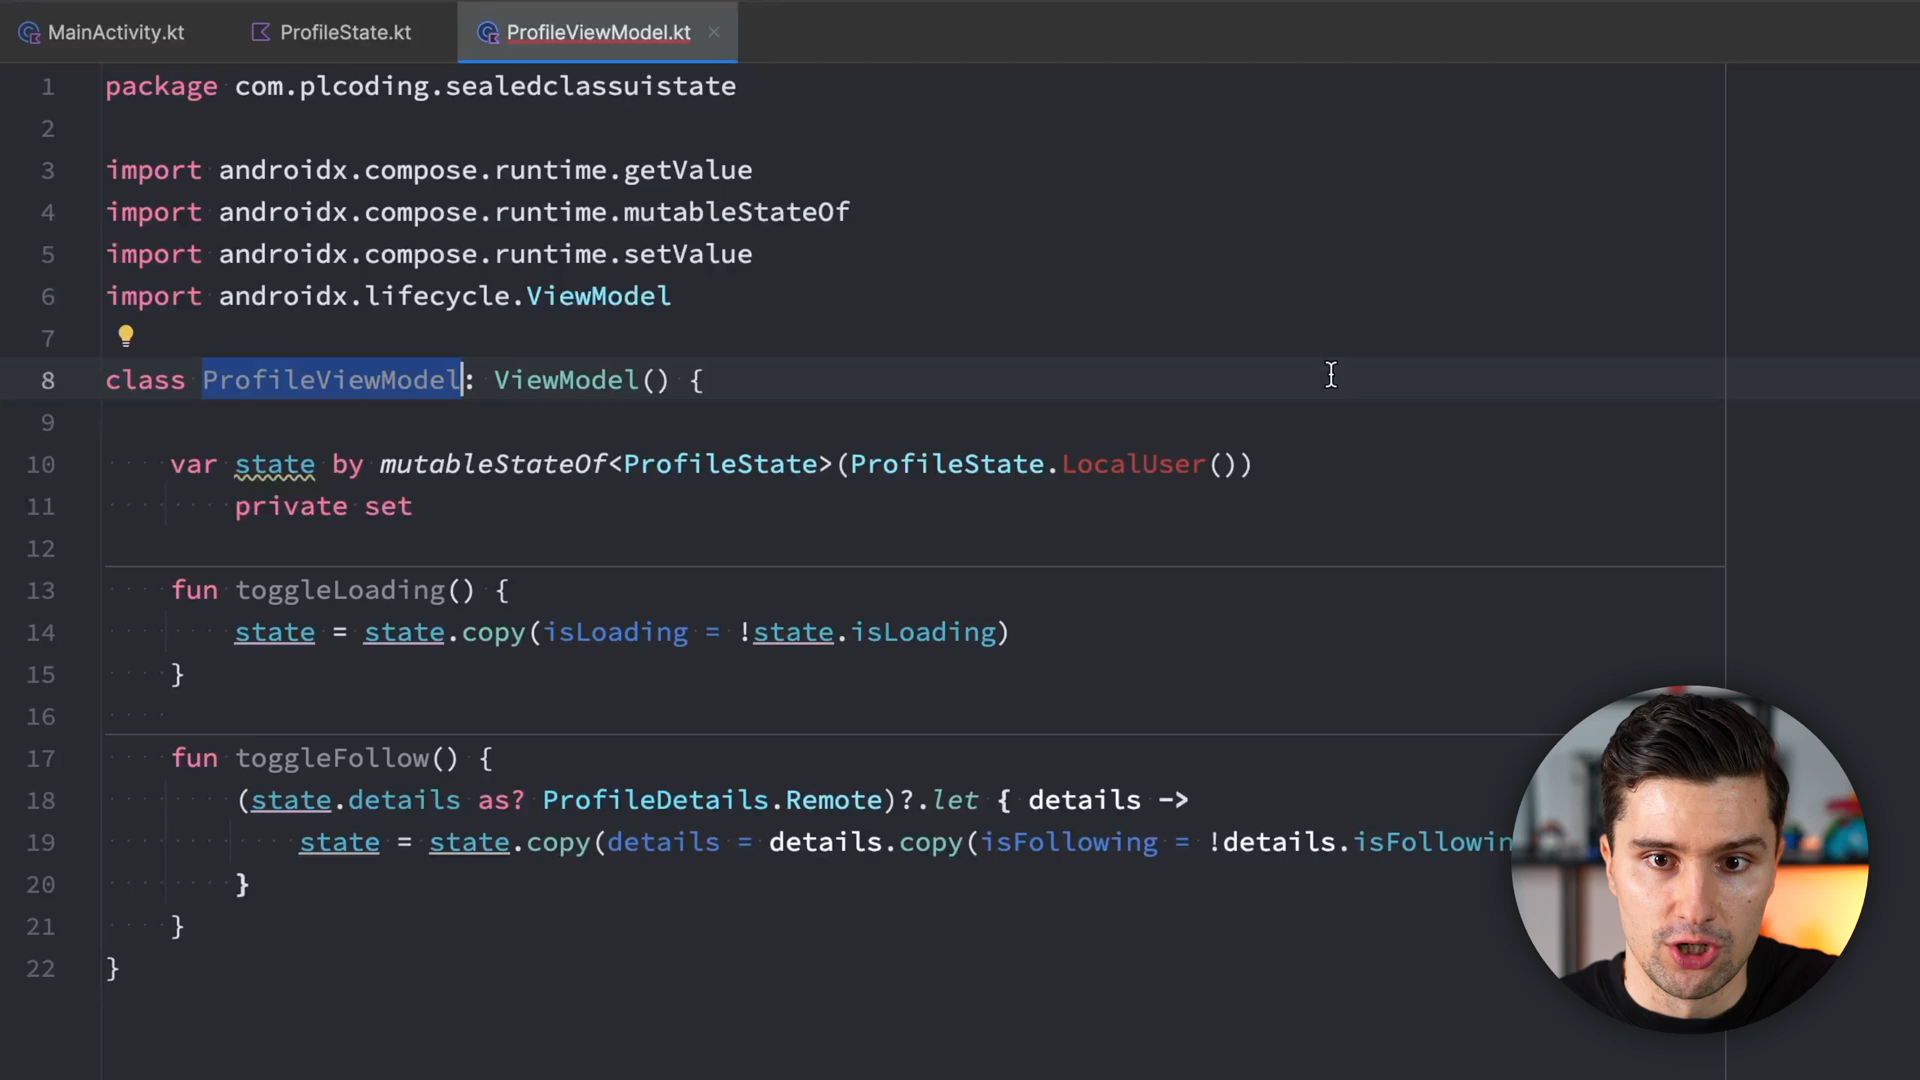 MainActivity.kt
ProfileState.kt
ProfileViewModel.kt
1 package com.plcoding.sealedclassuistate
2
3 import androidx.compose.runtime.getValue
4 import androidx.compose.runtime.mutableStateOf
5 import androidx.compose.runtime.setValue
6 import androidx.lifecycle.ViewModel
7
8 class ProfileViewModel: ViewModel() {
9
10 var state by mutableStateOf<ProfileState>(ProfileState.LocalUser())
11 private set
12
13 fun toggleLoading() {
14 state = state.copy(isLoading = !state.isLoading)
15 }
16
17 fun toggleFollow() {
18 (state.details as? ProfileDetails.Remote)?.let { details ->
19 state = state.copy(details = details.copy(isFollowing = !details.isFollowin
20 }
21 }
22 }